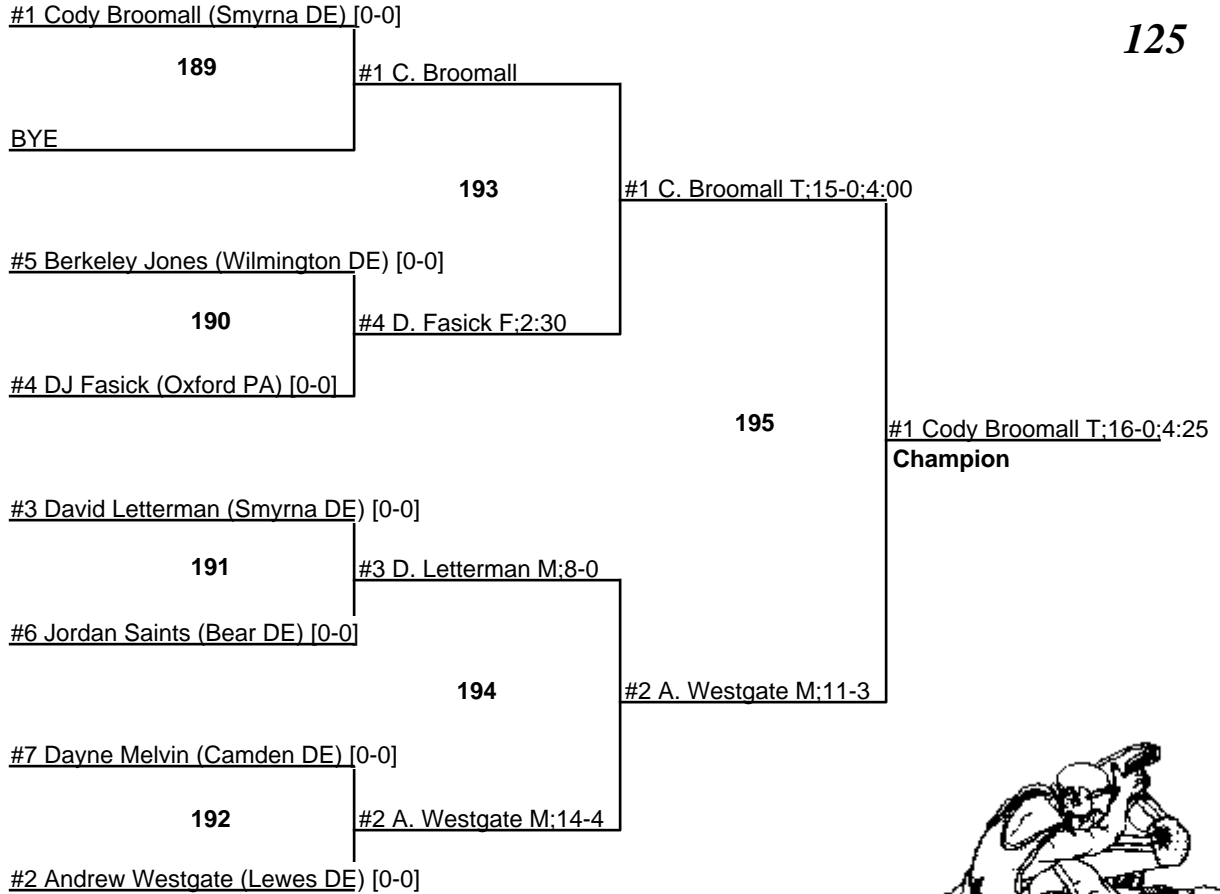 #1 Cody Broomall (Smyrna DE) [0-0]
125
189
#1 C. Broomall
BYE
193
#1 C. Broomall T;15-0;4:00
#5 Berkeley Jones (Wilmington DE) [0-0]
190
#4 D. Fasick F;2:30
#4 DJ Fasick (Oxford PA) [0-0]
195
#1 Cody Broomall T;16-0;4:25
Champion
#3 David Letterman (Smyrna DE) [0-0]
191
#3 D. Letterman M;8-0
#6 Jordan Saints (Bear DE) [0-0]
194
#2 A. Westgate M;11-3
#7 Dayne Melvin (Camden DE) [0-0]
192
#2 A. Westgate M;14-4
#2 Andrew Westgate (Lewes DE) [0-0]